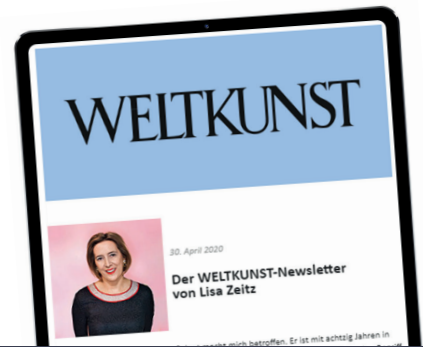 WELTKUNST
30. April 2020
Der WELTKUNST-Newsletter
von Lisa Zeitz
macht mich betroffen. Er ist mit achtzig Jahren in